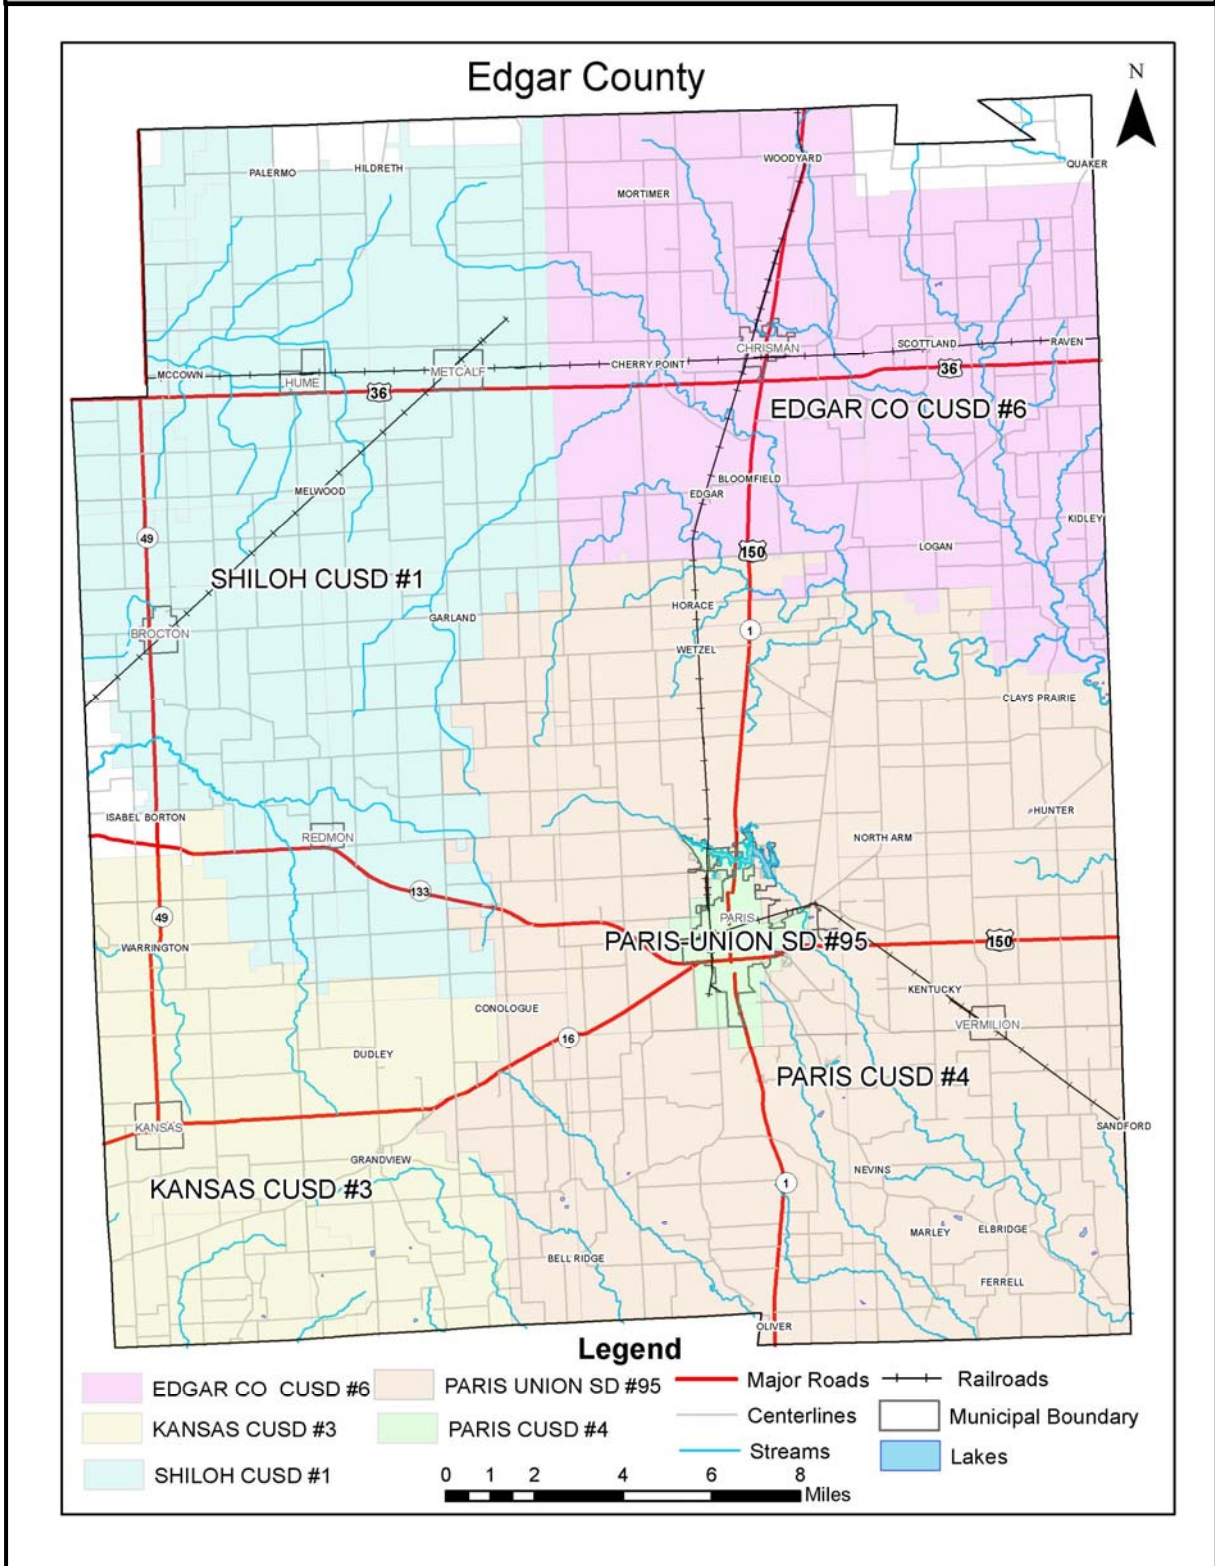 Edgar County
N
WOODYARD
QUAKER
PALERMO
HILDRETH
MORTIMER
CHRISMAN
SCOTTLAND
RAVEN
MCCOWN
HUME
METCALF
CHERRY POINT
36
36
EDGAR CO CUSD #6
MELWOOD
EDGAR
BLOOMFIELD
KIDLEY
49
150
LOGAN
SHILOH CUSD #1
BROCTON
GARLAND
HORACE
1
WETZEL
CLAYS PRAIRIE
ISABEL BORTON
REDMON
HUNTER
NORTH ARM
133
49
PARIS
WARRINGTON
PARIS-UNION SD #95
150
CONOLOGUE
KENTUCKY
VERMILION
16
DUDLEY
PARIS CUSD #4
KANSAS
SANDFORD
GRANDVIEW
NEVINS
KANSAS CUSD #3
1
MARLEY
ELBRIDGE
BELL RIDGE
FERRELL
OLIVER
Legend
EDGAR CO CUSD #6
PARIS UNION SD #95
Major Roads
Railroads
KANSAS CUSD #3
PARIS CUSD #4
Centerlines
Municipal Boundary
SHILOH CUSD #1
Streams
Lakes
0 1 2 4 6 8
Miles